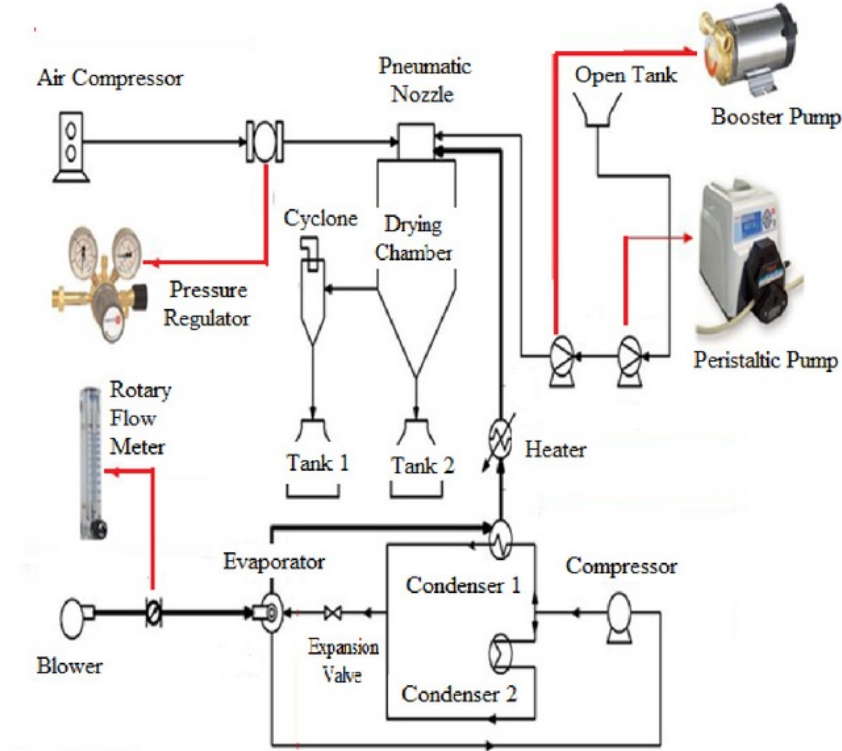 Air Compressor
Pneumatic
Nozzle
Open Tank
Booster Pump
Cyclone
Drying
Chamber
Pressure
Regulator
Peristaltic Pump
Rotary
Flow
Meter
Tank 1
Tank 2
Heater
Evaporator
Condenser 1
Compressor
Blower
Expansion
Valve
Condenser 2